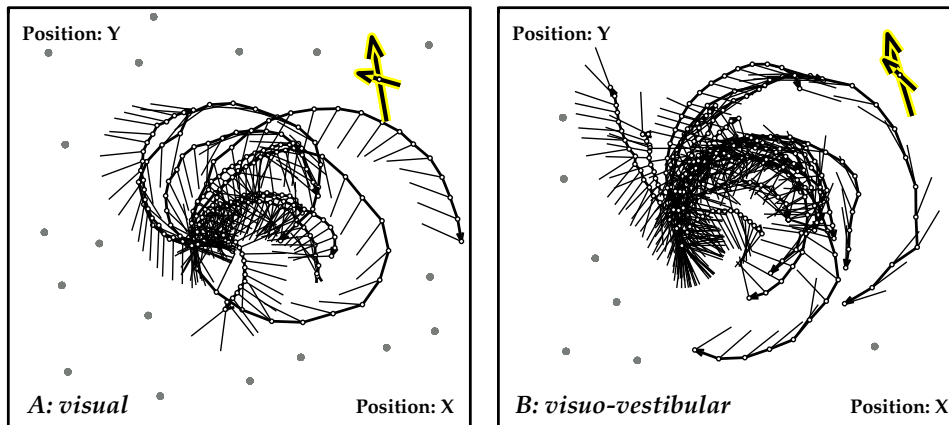 Position: Y
A: visual
Position: X
Position: Y
B: visuo-vestibular
Position: X